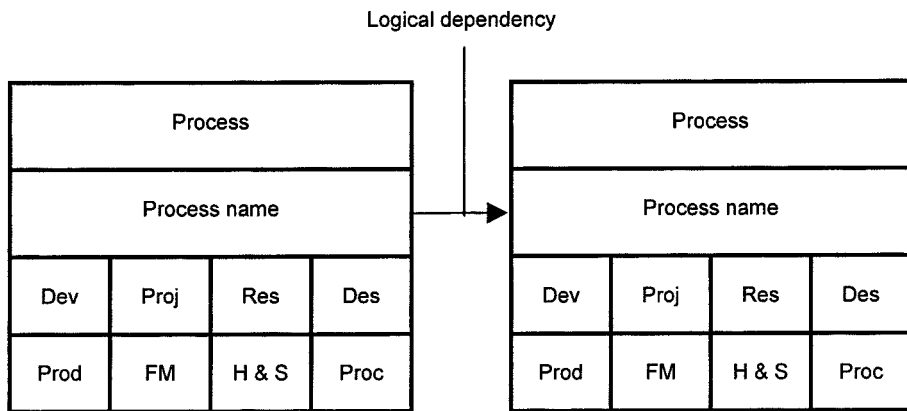 Logical dependency
Process
Process name
Dev Proj Res Des
Prod FM H & S Proc
Process
Process name
Dev Proj Res Des
Prod FM H & S Proc